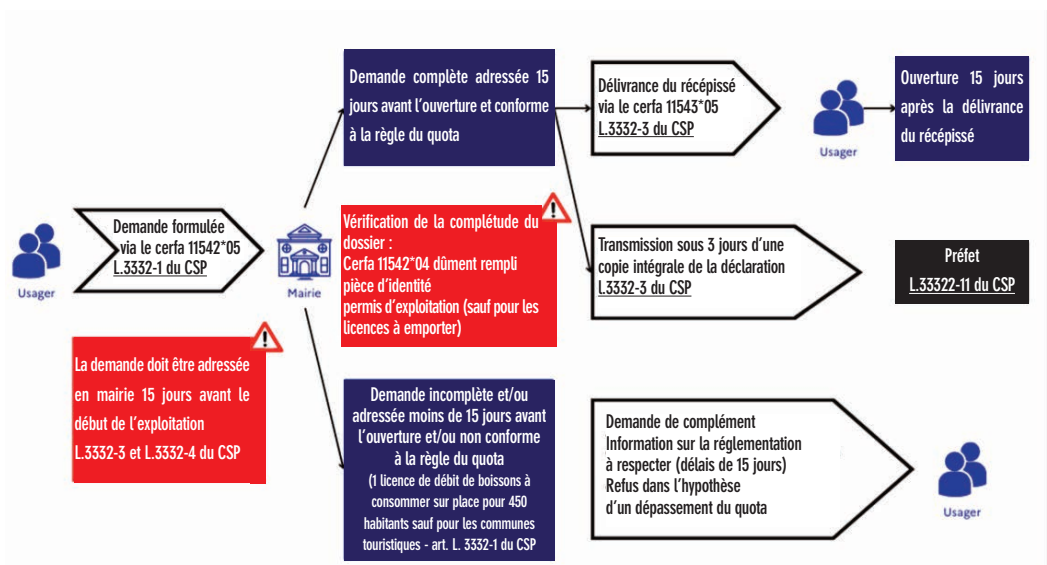 Usager
Demande formulée
via le cerfa 11542*05
L.3332-1 du CSP
Mairie
La demande doit être adressée
en mairie 15 jours avant le
début de l'exploitation
L.3332-3 et L.3332-4 du CSP
Demande complète adressée 15
jours avant l'ouverture et conforme
à la règle du quota
Vérification de la complétude du
dossier :
Cerfa 11542*04 dûment rempli
pièce d'identité
permis d'exploitation (sauf pour les
licences à emporter)
Demande incomplète et/ou
adressée moins de 15 jours avant
l'ouverture et/ou non conforme
à la règle du quota
(1 licence de débit de boissons à
consommer sur place pour 450
habitants sauf pour les communes
touristiques - art. L. 3332-1 du CSP
Délivrance du récépissé
via le cerfa 11543*05
L.3332-3 du CSP
Usager
Ouverture 15 jours
après la délivrance
du récépissé
Transmission sous 3 jours d'une
copie intégrale de la déclaration
L.3332-3 du CSP
Préfet
L.33322-11 du CSP
Demande de complément
Information sur la réglementation
à respecter (délais de 15 jours)
Refus dans l'hypothèse
d'un dépassement du quota
Usager